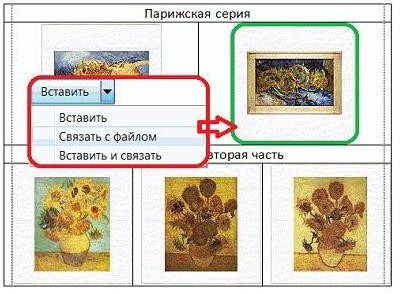 Парижская серия
Вставить
Вставить
Связать с файлом
Вставить и связать
вторая часть